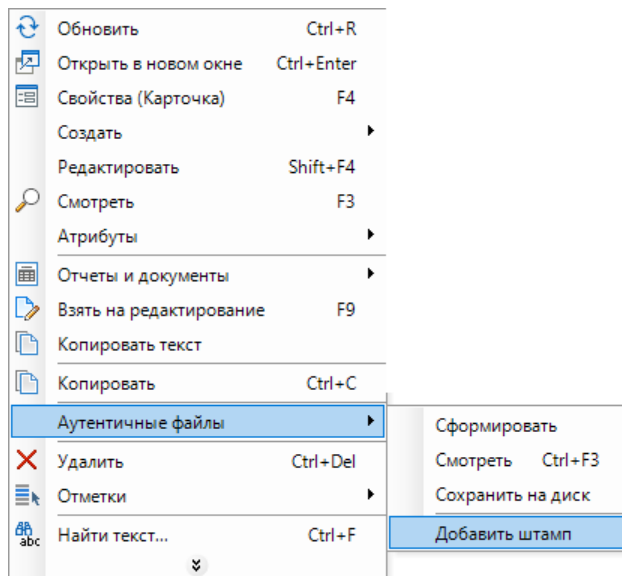 Обновить Ctrl+R
Открыть в новом окне Ctrl+Enter
Свойства (Карточка) F4
Создать
Редактировать Shift+F4
Смотреть F3
Атрибуты
Отчеты и документы
Взять на редактирование F9
Копировать текст
Копировать Ctrl+C
Аутентичные файлы
Удалить Ctrl+Del
Отметки
abc
Найти текст... Ctrl+F
Сформировать
Смотреть Ctrl+F3
Сохранить на диск
Добавить штамп